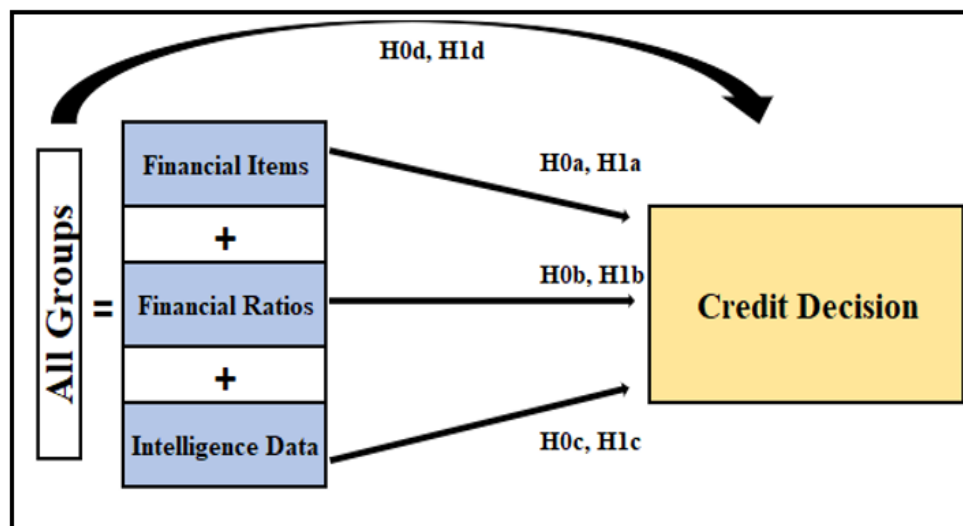 H0d, H1d
All Groups
=
Financial Items
+
Financial Ratios
+
Intelligence Data
H0a, H1a
H0b, H1b
H0c, H1c
Credit Decision